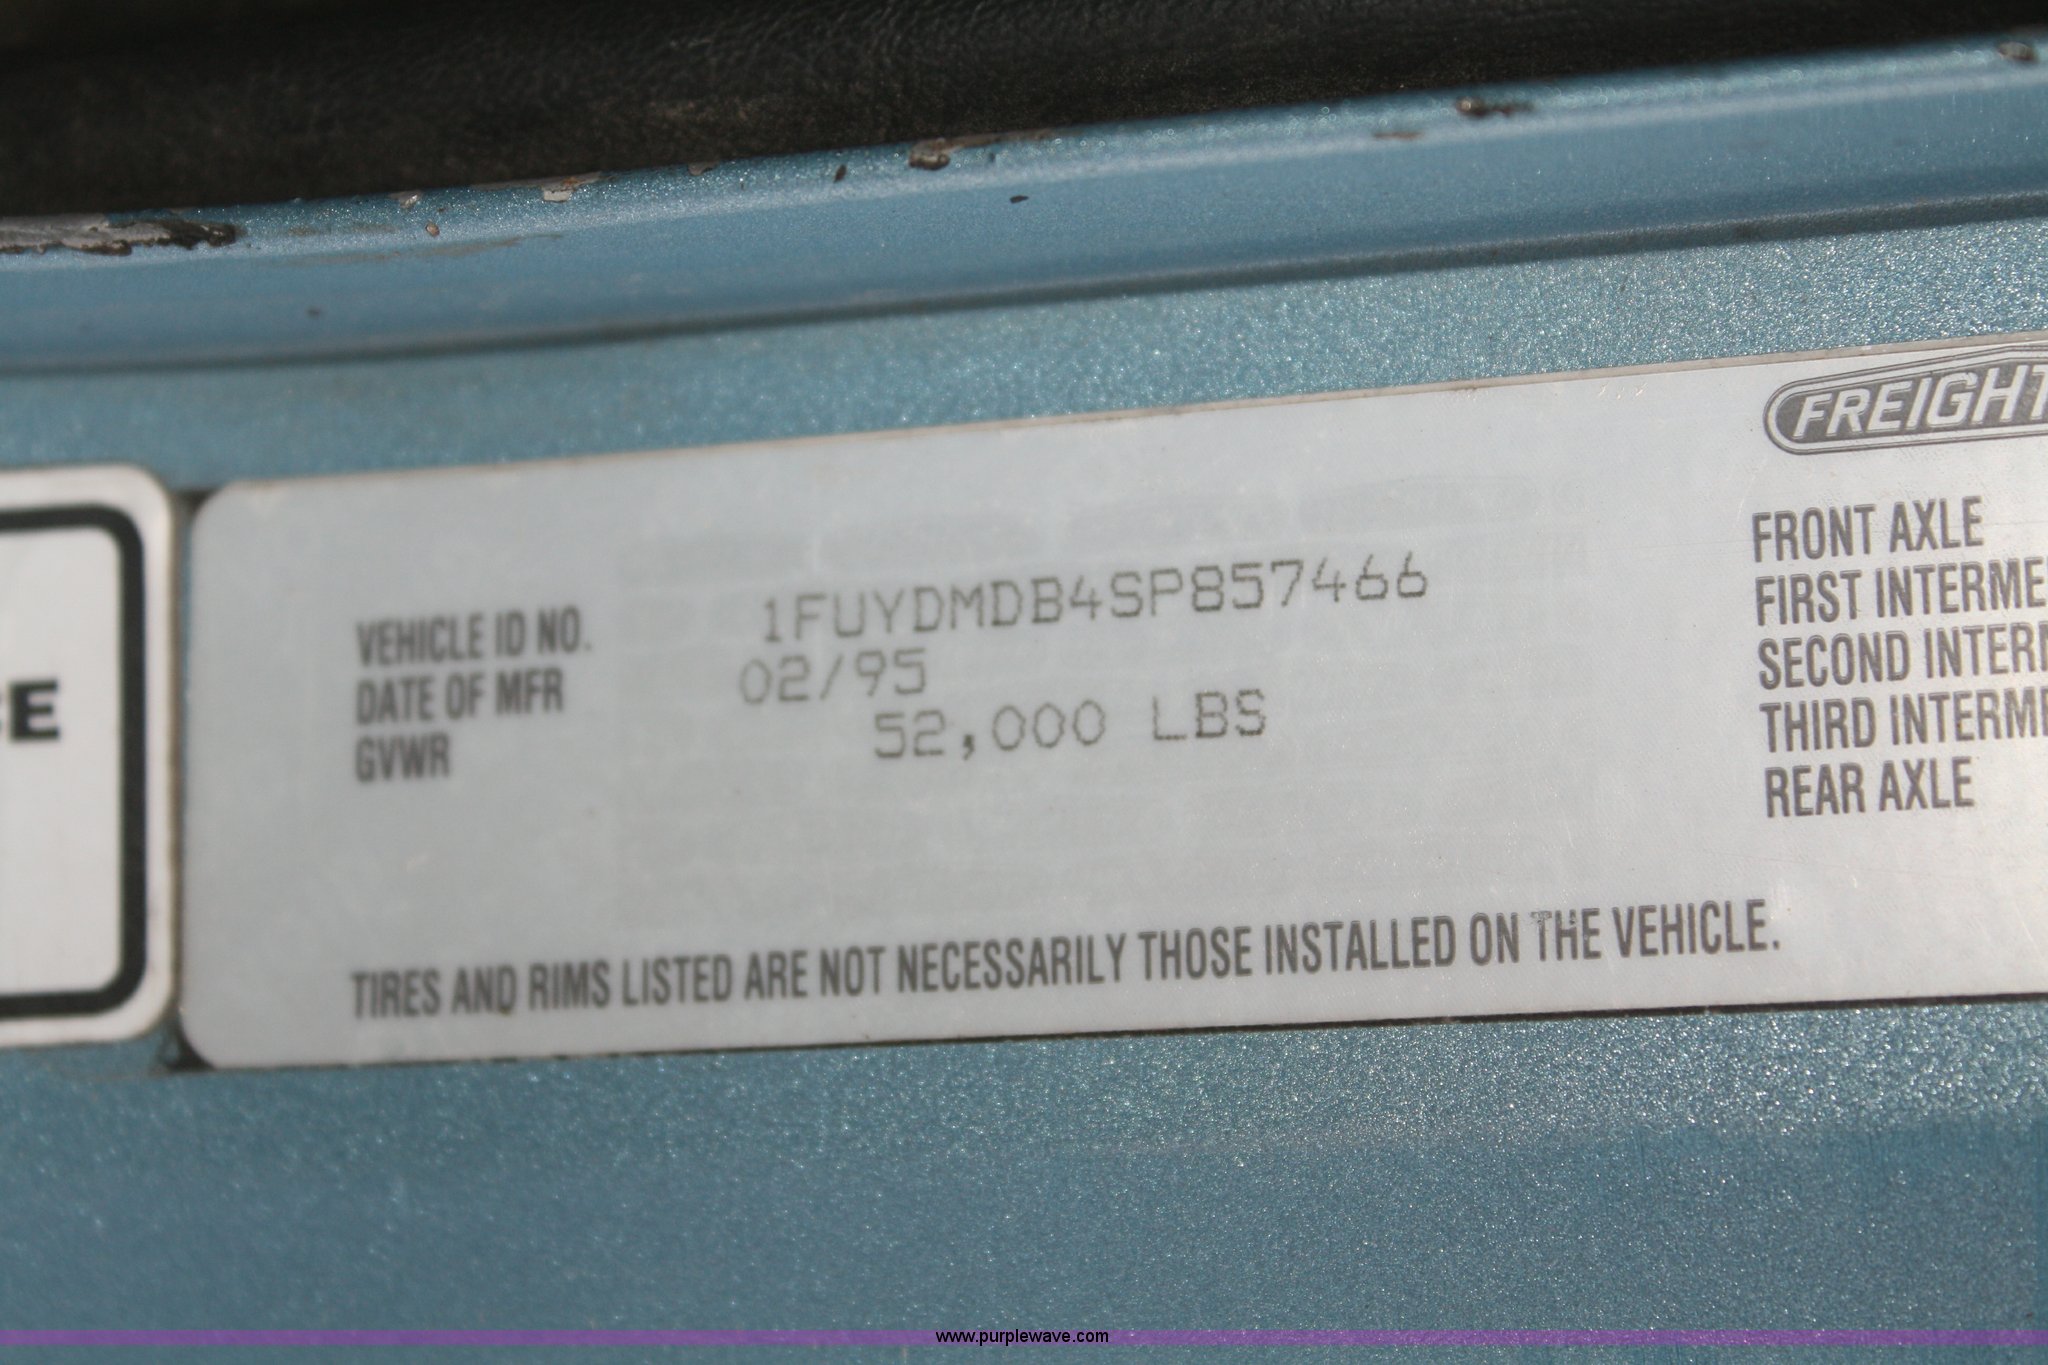 FREIGHT
CE
VEHICLE ID NO. 1FUYDMDB4SP857466
DATE OF MFR 02/95
GVWR 52,000 LBS
FRONT AXLE
FIRST INTERME
SECOND INTERM
THIRD INTERME
REAR AXLE
TIRES AND RIMS LISTED ARE NOT NECESSARILY THOSE INSTALLED ON THE VEHICLE.
www.purplewave.com